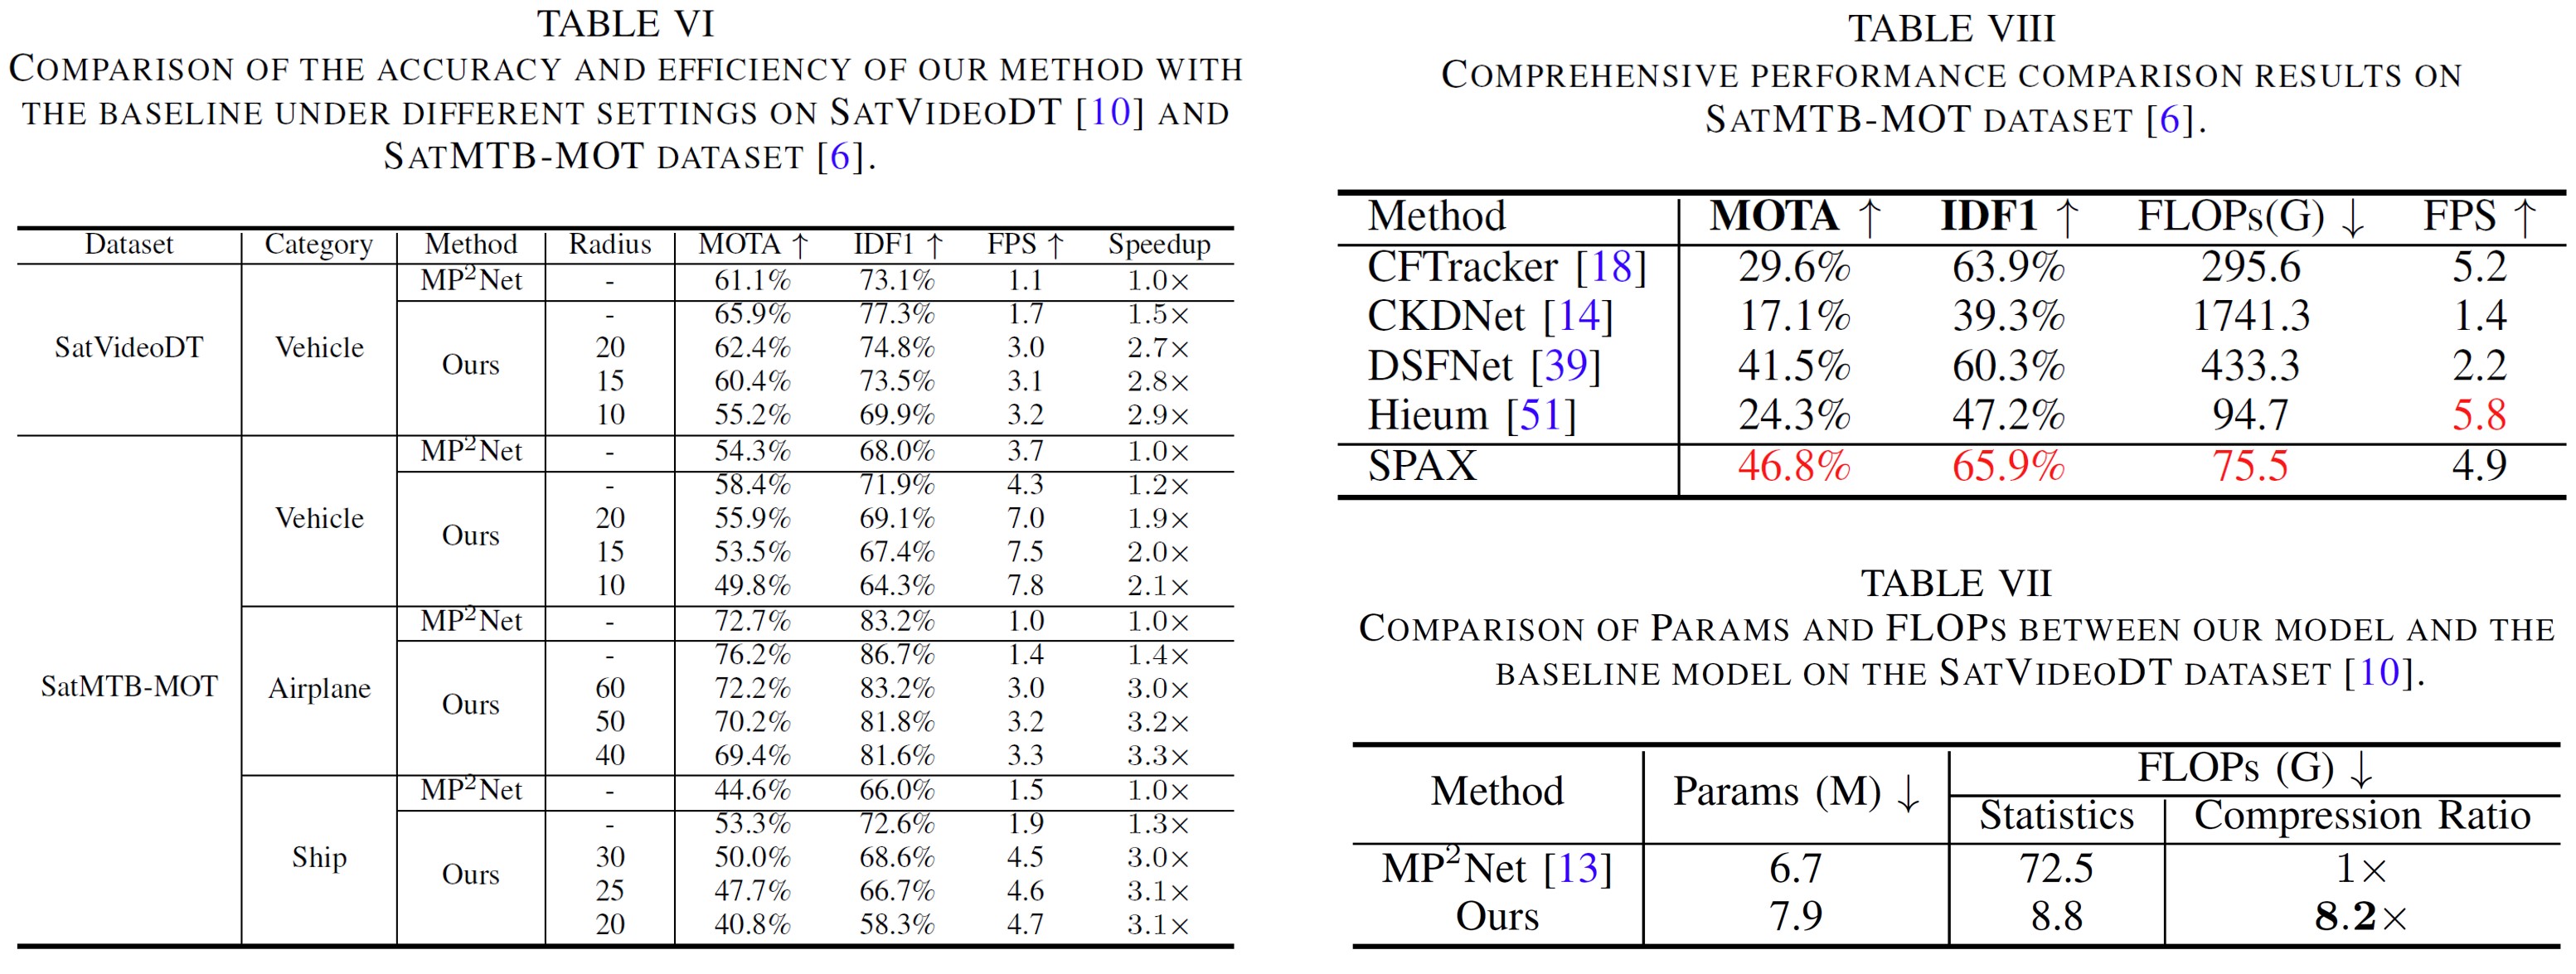 TABLE VI
COMPARISON OF THE ACCURACY AND EFFICIENCY OF OUR METHOD WITH
THE BASELINE UNDER DIFFERENT SETTINGS ON SATVIDEODT [10] AND
SATMTB-MOT DATASET [6].
Dataset Category Method Radius MOTA ↑ IDF1 ↑ FPS ↑ Speedup
SatVideoDT Vehicle MP²Net - 61.1% 73.1% 1.1 1.0×
Ours - 65.9% 77.3% 1.7 1.5×
20 62.4% 74.8% 3.0 2.7×
15 60.4% 73.5% 3.1 2.8×
10 55.2% 69.9% 3.2 2.9×
SatMTB-MOT Vehicle MP²Net - 54.3% 68.0% 3.7 1.0×
Ours - 58.4% 71.9% 4.3 1.2×
20 55.9% 69.1% 7.0 1.9×
15 53.5% 67.4% 7.5 2.0×
10 49.8% 64.3% 7.8 2.1×
Airplane MP²Net - 72.7% 83.2% 1.0 1.0×
Ours - 76.2% 86.7% 1.4 1.4×
60 72.2% 83.2% 3.0 3.0×
50 70.2% 81.8% 3.2 3.2×
40 69.4% 81.6% 3.3 3.3×
Ship MP²Net - 44.6% 66.0% 1.5 1.0×
Ours - 53.3% 72.6% 1.9 1.3×
30 50.0% 68.6% 4.5 3.0×
25 47.7% 66.7% 4.6 3.1×
20 40.8% 58.3% 4.7 3.1×
TABLE VIII
COMPREHENSIVE PERFORMANCE COMPARISON RESULTS ON
SATMTB-MOT DATASET [6].
Method MOTA ↑ IDF1 ↑ FLOPs(G) ↓ FPS ↑
CFTracker [18] 29.6% 63.9% 295.6 5.2
CKDNet [14] 17.1% 39.3% 1741.3 1.4
DSFNet [39] 41.5% 60.3% 433.3 2.2
Hieum [51] 24.3% 47.2% 94.7 5.8
SPAX 46.8% 65.9% 75.5 4.9
TABLE VII
COMPARISON OF PARAMS AND FLOPS BETWEEN OUR MODEL AND THE
BASELINE MODEL ON THE SATVIDEODT DATASET [10].
Method Params (M) ↓ FLOPs (G) ↓
Statistics Compression Ratio
MP²Net [13] 6.7 72.5 1×
Ours 7.9 8.8 8.2×